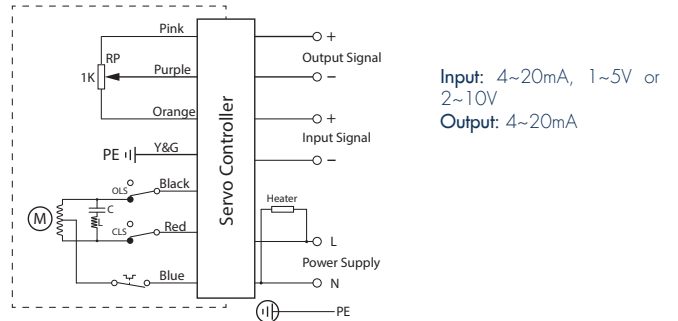 Pink
RP
1K
Purple
Orange
PE
Y&G
OLS
Black
M
C
L
CLS
Red
Blue
Servo Controller
+
Output Signal
−
+
Input Signal
−
Heater
L
Power Supply
N
PE
Input: 4~20mA, 1~5V or
2~10V
Output: 4~20mA